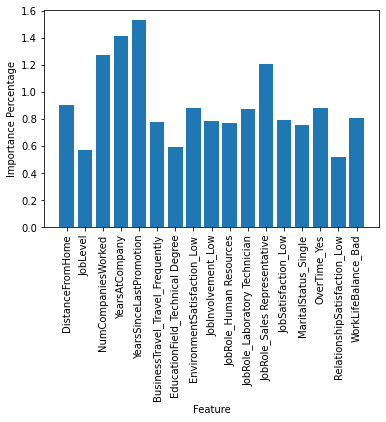 Importance Percentage
1.6
1.4
1.2
1.0
0.8
0.6
0.4
0.2
0.0
DistanceFromHome
JobLevel
NumCompaniesWorked
YearsAtCompany
YearsSinceLastPromotion
BusinessTravel_Travel_Frequently
EducationField_Technical Degree
EnvironmentSatisfaction_Low
JobInvolvement_Low
JobRole_Human Resources
JobRole_Laboratory Technician
JobRole_Sales Representative
JobSatisfaction_Low
MaritalStatus_Single
OverTime_Yes
RelationshipSatisfaction_Low
WorkLifeBalance_Bad
Feature